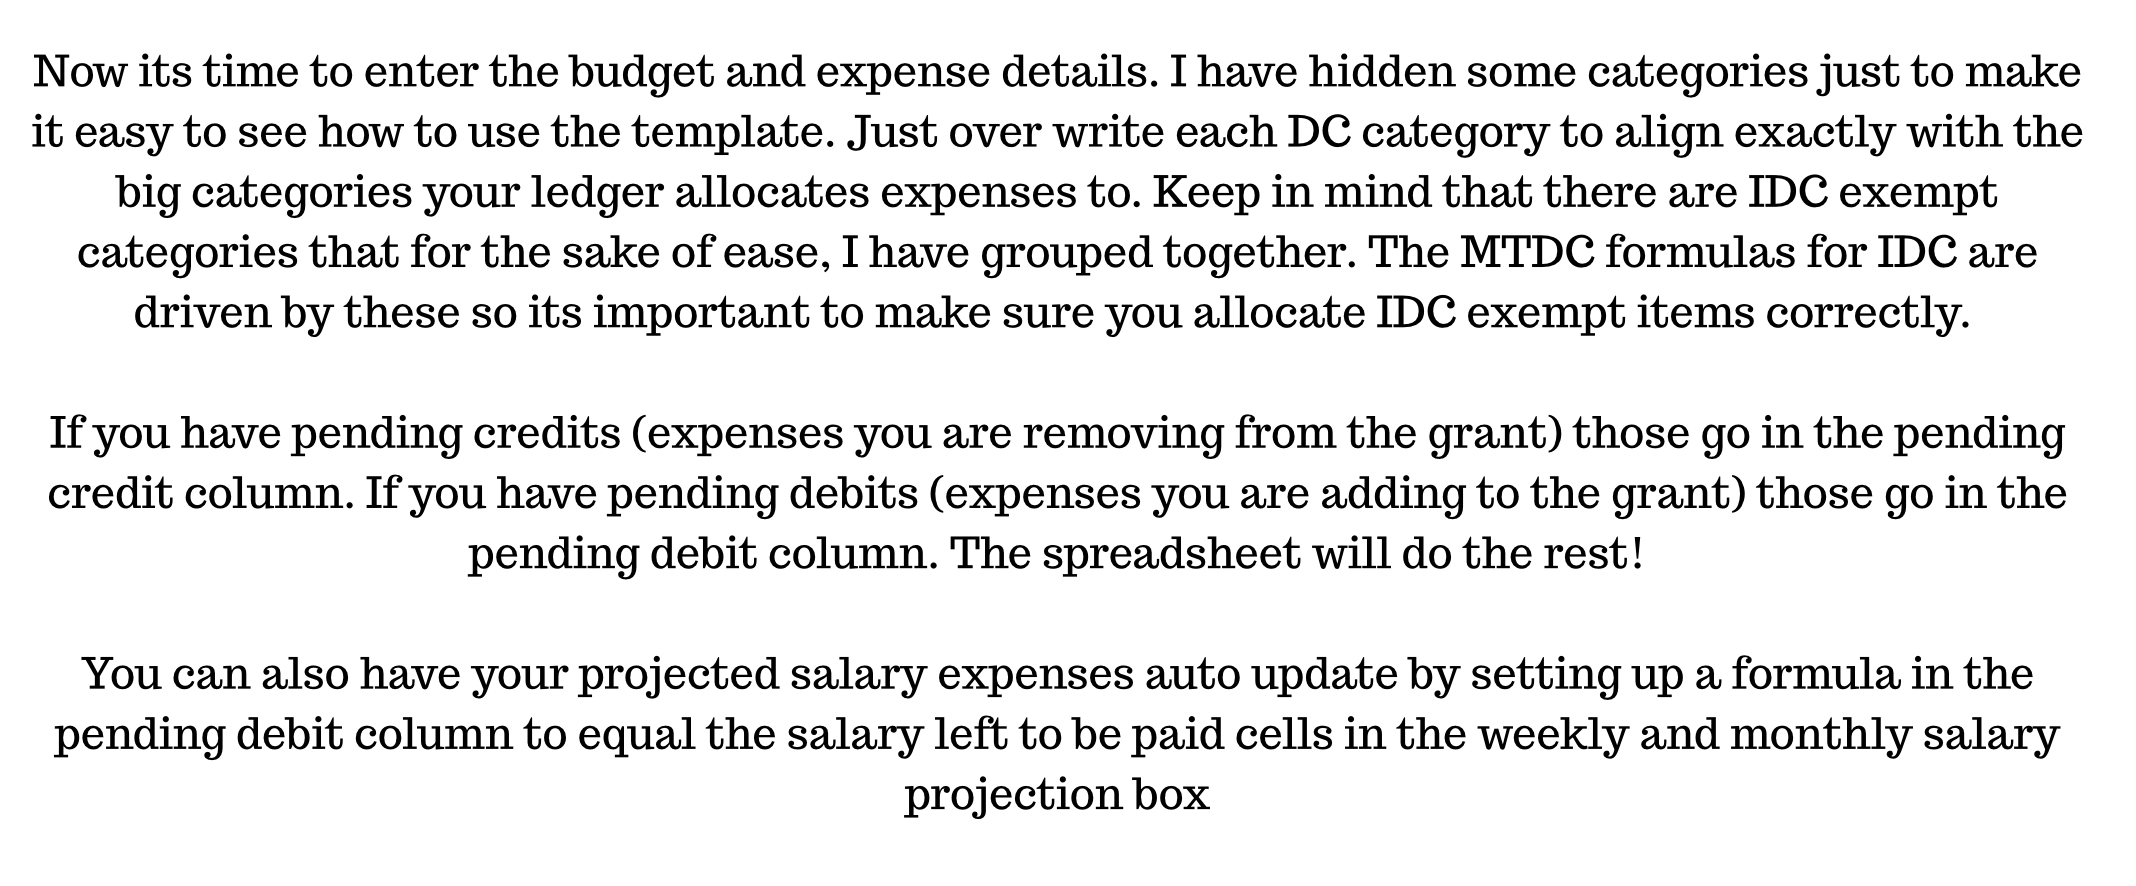 Now its time to enter the budget and expense details. I have hidden some categories just to make
it easy to see how to use the template. Just over write each DC category to align exactly with the
big categories your ledger allocates expenses to. Keep in mind that there are IDC exempt
categories that for the sake of ease, I have grouped together. The MTDC formulas for IDC are
driven by these so its important to make sure you allocate IDC exempt items correctly.

If you have pending credits (expenses you are removing from the grant) those go in the pending
credit column. If you have pending debits (expenses you are adding to the grant) those go in the
pending debit column. The spreadsheet will do the rest!

You can also have your projected salary expenses auto update by setting up a formula in the
pending debit column to equal the salary left to be paid cells in the weekly and monthly salary
projection box